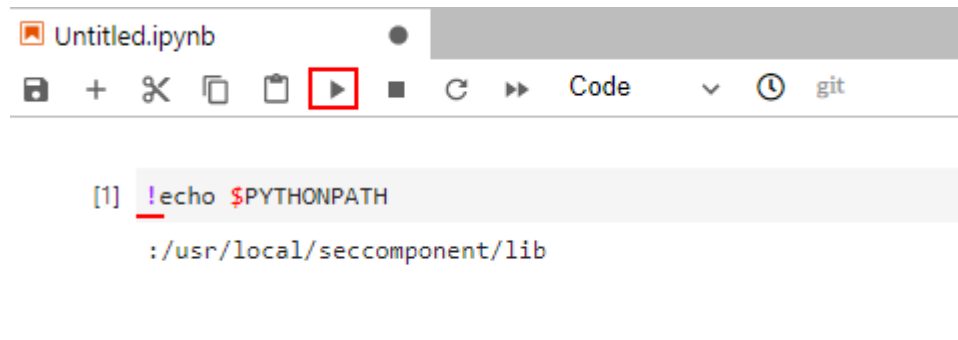 Untitled.ipynb
Code git
[1] !echo $PYTHONPATH
:/usr/local/seccomponent/lib